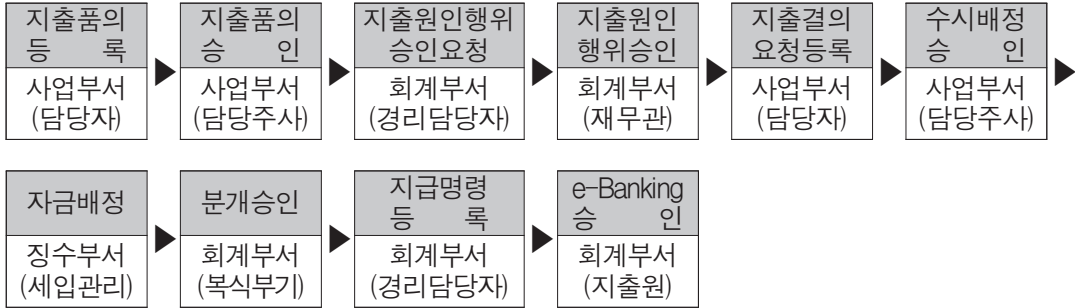 지출품의
등 록
사업부서
(담당자)
지출품의
승 인
사업부서
(담당주사)
지출원인행위
승인요청
회계부서
(경리담당자)
지출원인
행위승인
회계부서
(재무관)
지출결의
요청등록
사업부서
(담당자)
수시배정
승 인
사업부서
(담당주사)
자금배정
징수부서
(세입관리)
분개승인
회계부서
(복식부기)
지급명령
등 록
회계부서
(경리담당자)
e-Banking
승 인
회계부서
(지출원)